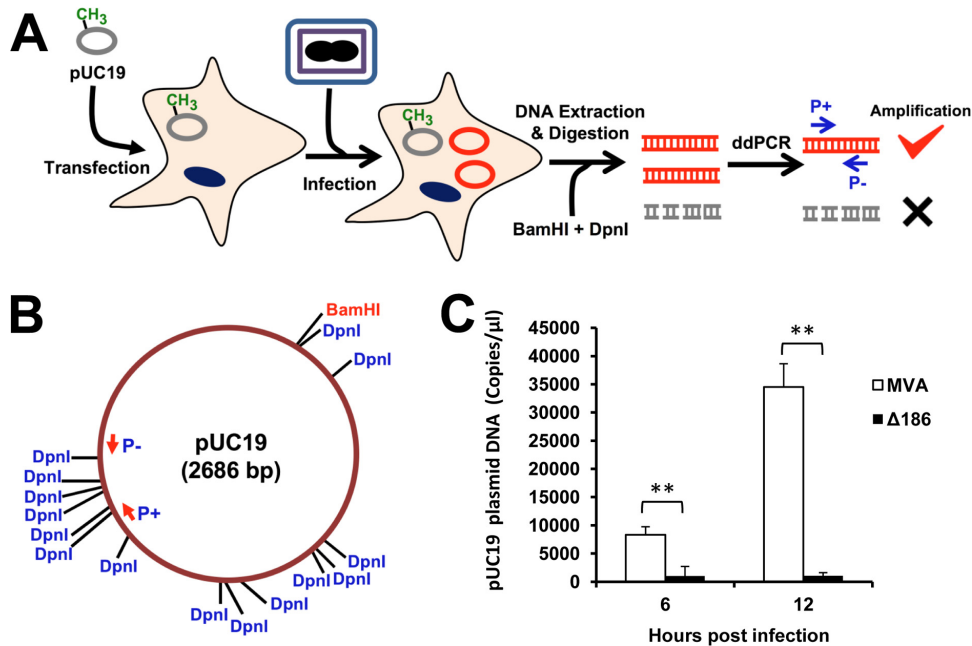 A
CH3
pUC19
Transfection
CH3
Infection
CH3
DNA Extraction
& Digestion
BamHI + DpnI
ddPCR
P+
P-
Amplification
B
BamHI
DpnI
DpnI
pUC19
(2686 bp)
P-
P+
DpnI
DpnI
DpnI
DpnI
DpnI
DpnI
DpnI
DpnI
DpnI
DpnI
DpnI
DpnI
DpnI
C
pUC19 plasmid DNA (Copies/µl)
45000
40000
35000
30000
25000
20000
15000
10000
5000
0
**
**
6
12
Hours post infection
MVA
Δ186